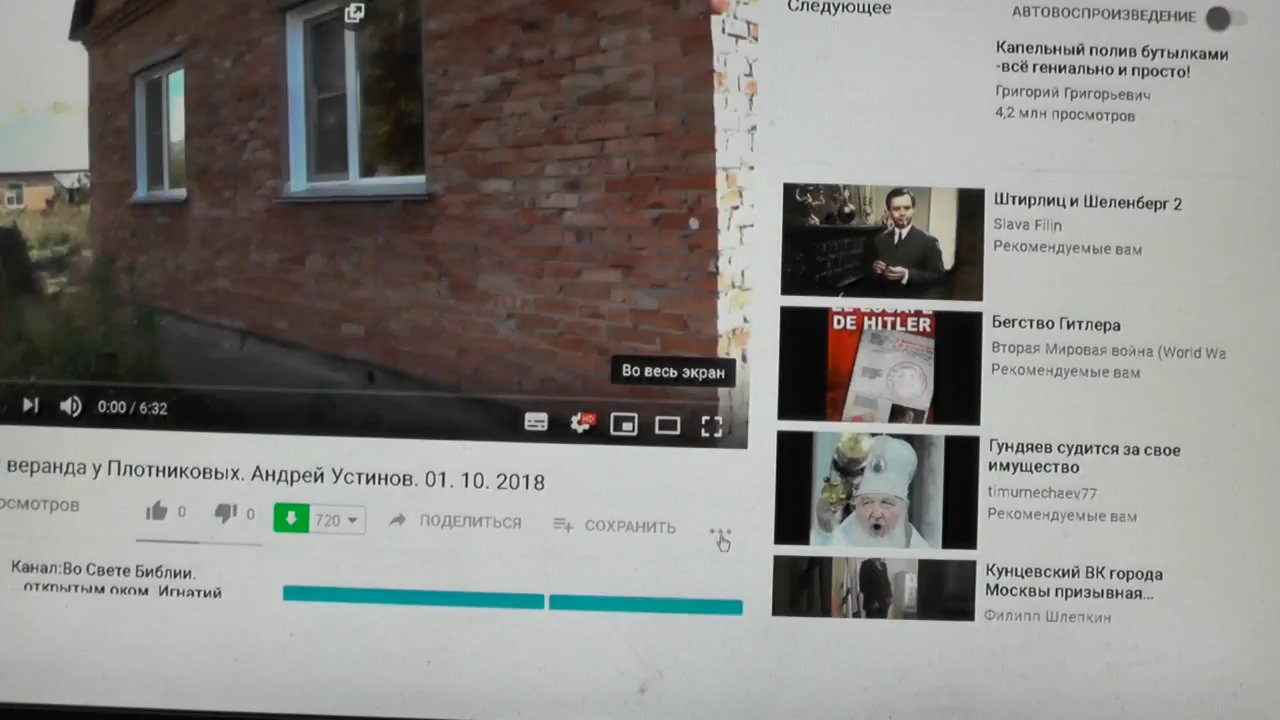 Следующее
АВТОВОСПРОИЗВЕДЕНИЕ
Капельный полив бутылками
-всё гениально и просто!
Григорий Григорьевич
4,2 млн просмотров
Штирлиц и Шеленберг 2
Slava Filin
Рекомендуемые вам
DE HITLER
Бегство Гитлера
Вторая Мировая война (World Wa
Рекомендуемые вам
Гундяев судится за свое
имущество
timurnechaev77
Рекомендуемые вам
Кунцевский ВК города
Москвы призывная...
Филипп Шлепкин
Во весь экран
0:00 / 6:32
HD
веранда у Плотниковых. Андрей Устинов. 01. 10. 2018
осмотров
0
0
720
ПОДЕЛИТЬСЯ
СОХРАНИТЬ
Канал:Во Свете Библии.
открытым оком. Игнатий